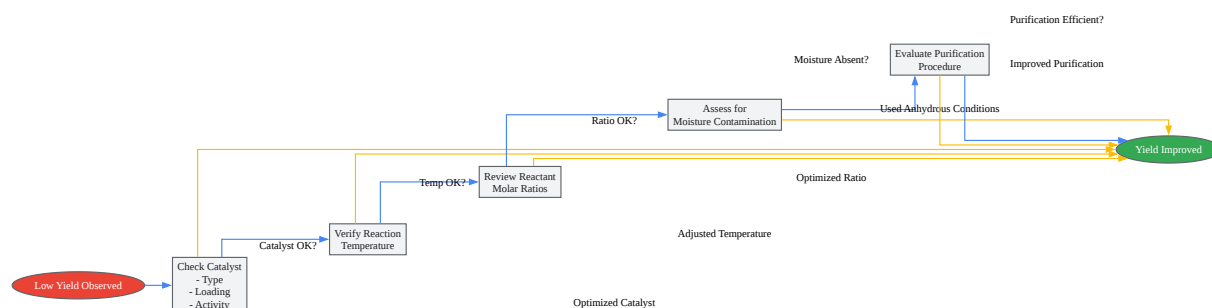 Purification Efficient?
Evaluate Purification
Procedure
Moisture Absent?
Improved Purification
Assess for
Moisture Contamination
Used Anhydrous Conditions
Ratio OK?
Yield Improved
Review Reactant
Molar Ratios
Optimized Ratio
Temp OK?
Verify Reaction
Temperature
Adjusted Temperature
Catalyst OK?
Check Catalyst
- Type
- Loading
- Activity
Low Yield Observed
Optimized Catalyst